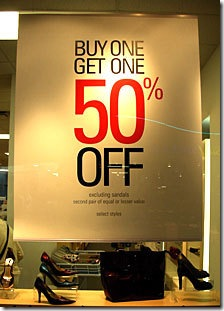 BUY ONE
GET ONE
50%
OFF
excluding sandals
second pair of equal or lesser value
select styles